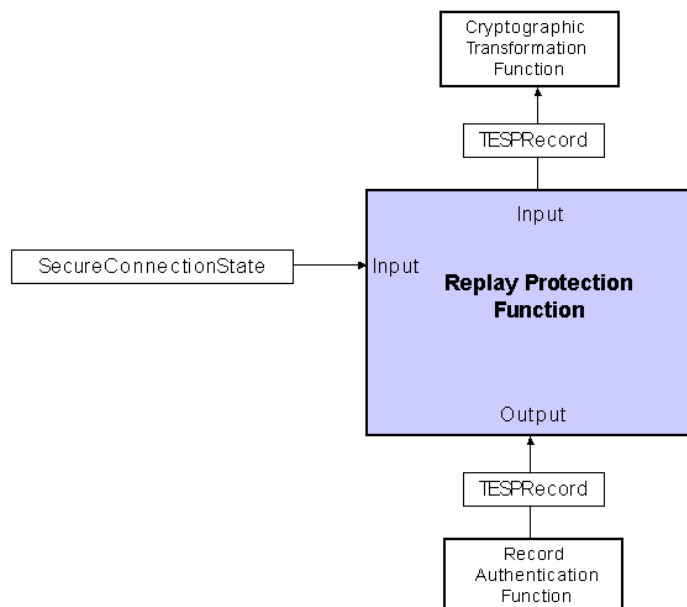 Cryptographic
Transformation
Function
TESPRecord
Input
SecureConnectionState
Input
Replay Protection
Function
Output
TESPRecord
Record
Authentication
Function